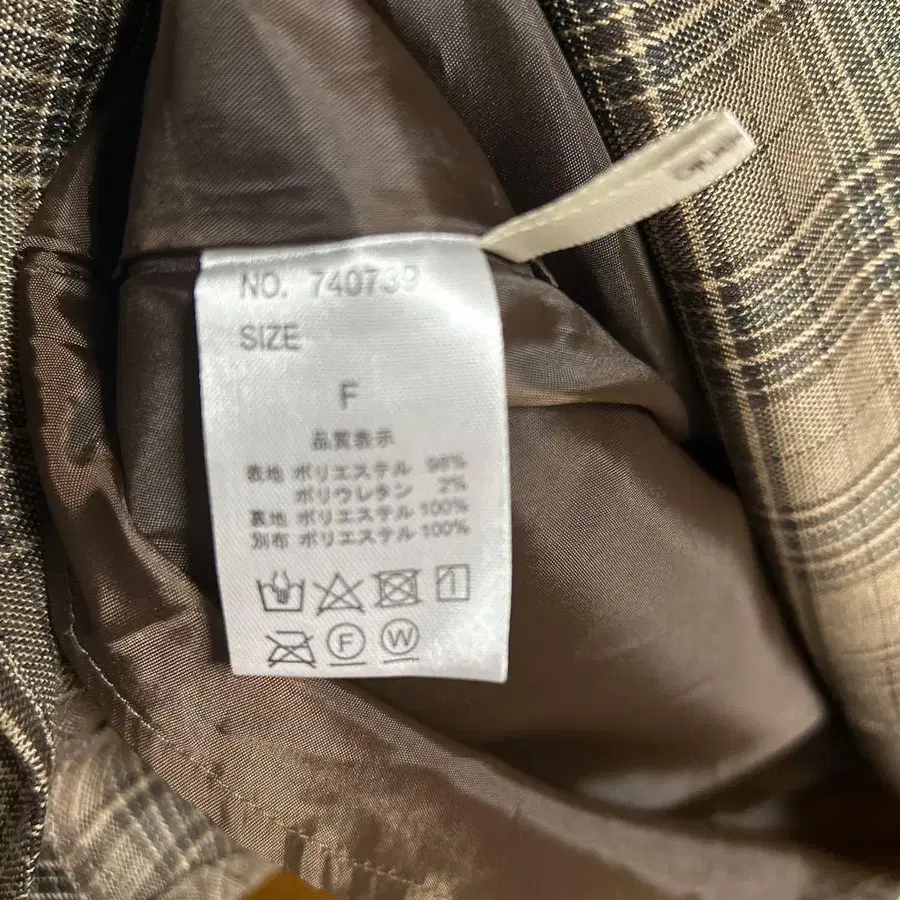 NO. 740739
SIZE
F
品質表示
表地 ポリエステル 98%
ポリウレタン 2%
裏地 ポリエステル 100%
別布 ポリエステル 100%
F W